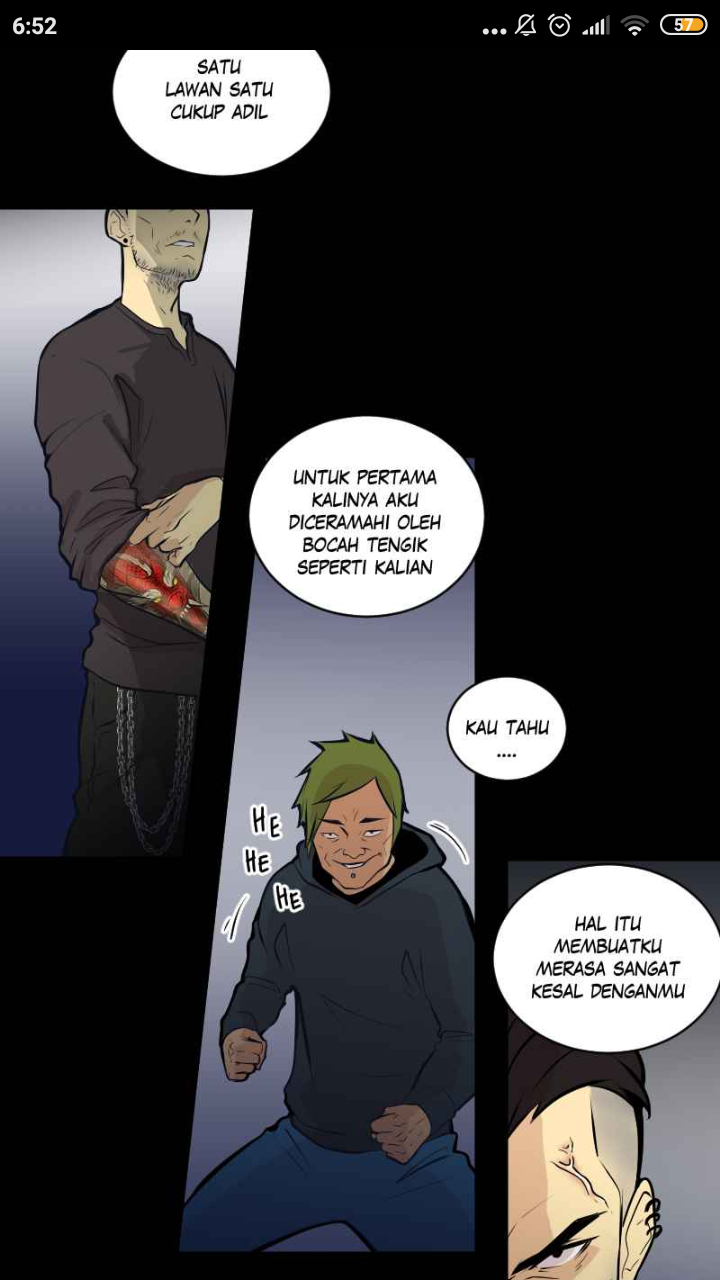 6:52
57
SATU
LAWAN SATU
CUKUP ADIL
UNTUK PERTAMA
KALINYA AKU
DICERAMAHI OLEH
BOCAH TENGIK
SEPERTI KALIAN
KAU TAHU
....
HE
HE
HE
HAL ITU
MEMBUATKU
MERASA SANGAT
KESAL DENGANMU